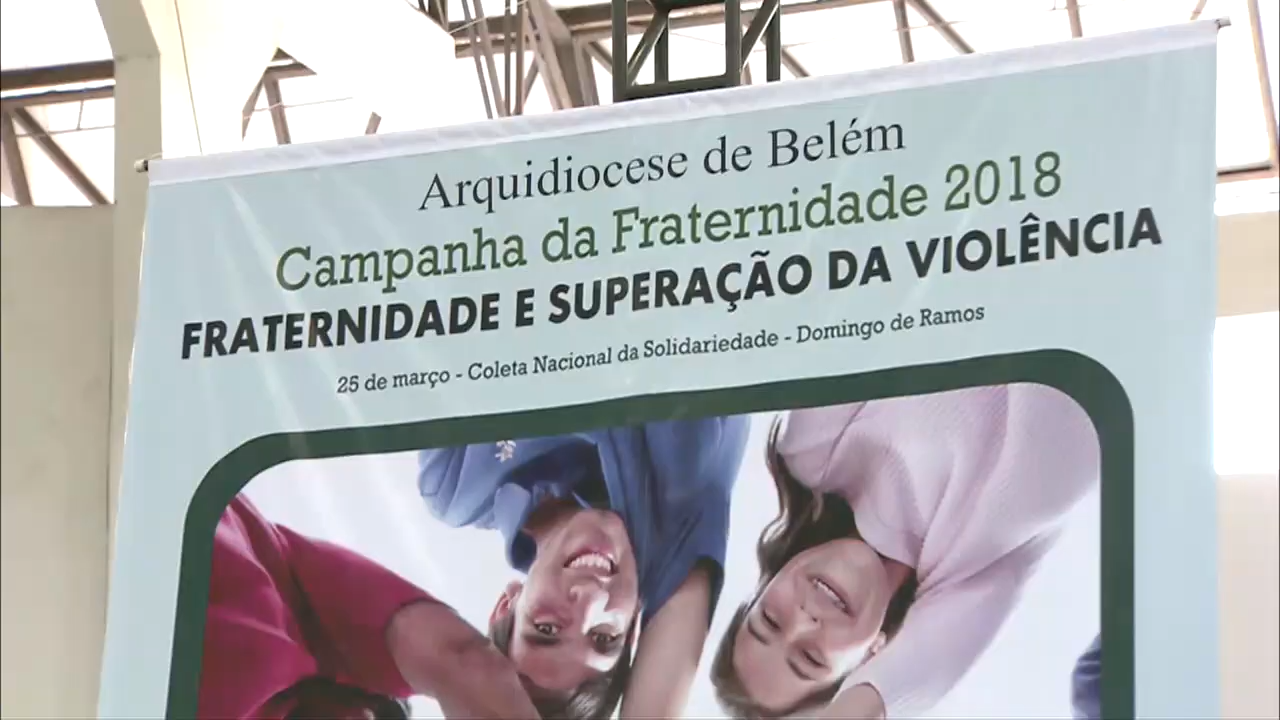 Arquidiocese de Belém
Campanha da Fraternidade 2018
FRATERNIDADE E SUPERAÇÃO DA VIOLÊNCIA
25 de março - Coleta Nacional da Solidariedade - Domingo de Ramos